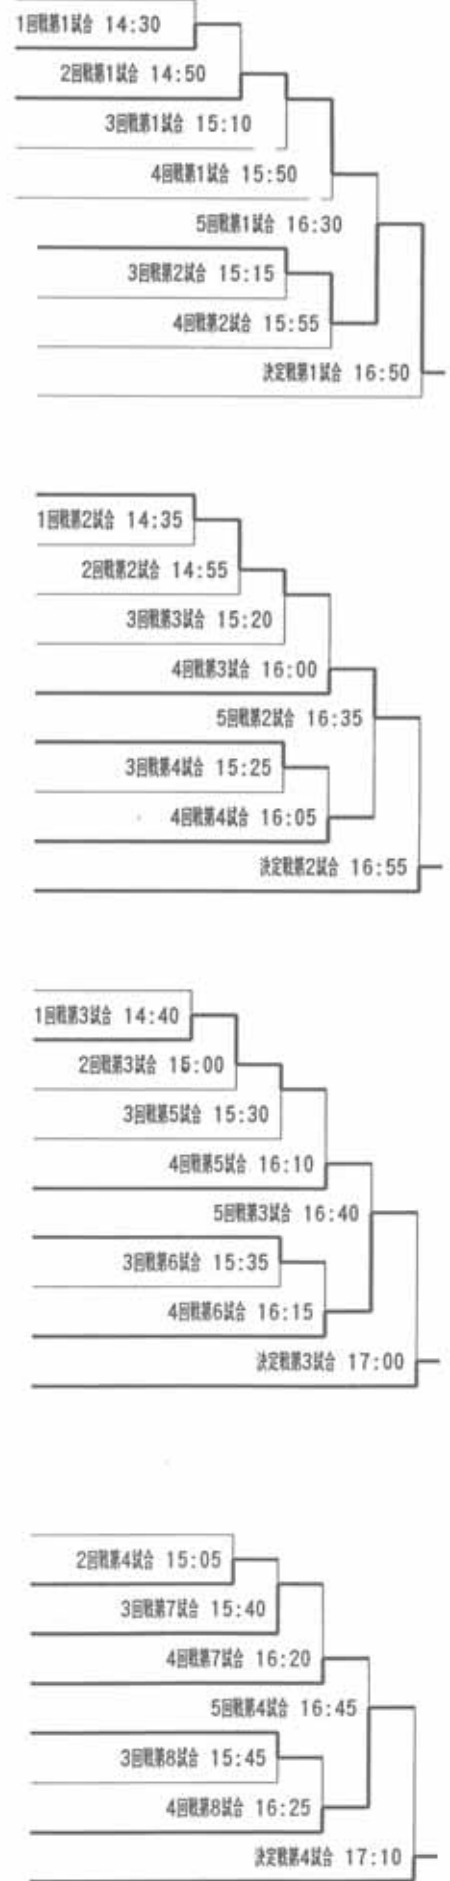 1回戦第1試合 14:30
2回戦第1試合 14:50
3回戦第1試合 15:10
4回戦第1試合 15:50
5回戦第1試合 16:30
3回戦第2試合 15:15
4回戦第2試合 15:55
決定戦第1試合 16:50
1回戦第2試合 14:35
2回戦第2試合 14:55
3回戦第3試合 15:20
4回戦第3試合 16:00
5回戦第2試合 16:35
3回戦第4試合 15:25
4回戦第4試合 16:05
決定戦第2試合 16:55
1回戦第3試合 14:40
2回戦第3試合 15:00
3回戦第5試合 15:30
4回戦第5試合 16:10
5回戦第3試合 16:40
3回戦第6試合 15:35
4回戦第6試合 16:15
決定戦第3試合 17:00
2回戦第4試合 15:05
3回戦第7試合 15:40
4回戦第7試合 16:20
5回戦第4試合 16:45
3回戦第8試合 15:45
4回戦第8試合 16:25
決定戦第4試合 17:10